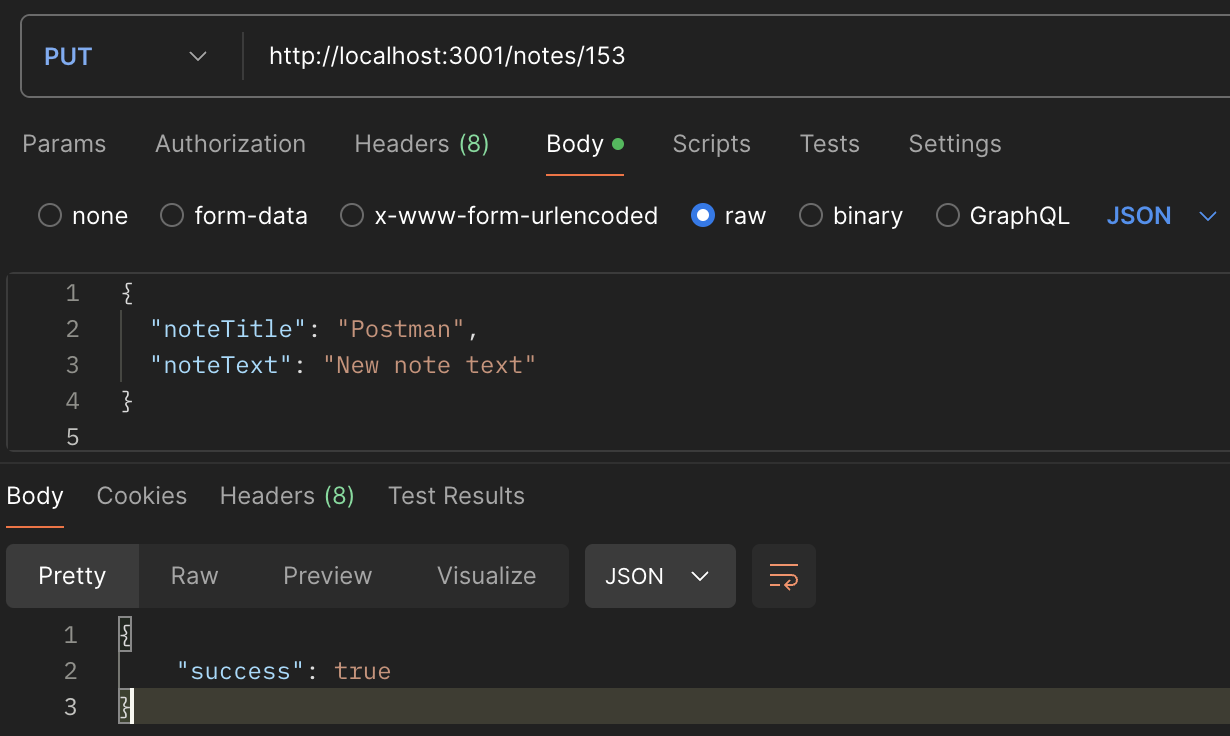 PUT http://localhost:3001/notes/153
Params Authorization Headers (8) Body Scripts Tests Settings
none form-data x-www-form-urlencoded raw binary GraphQL JSON
1 {
2 "noteTitle": "Postman",
3 "noteText": "New note text"
4 }
5
Body Cookies Headers (8) Test Results
Pretty Raw Preview Visualize JSON
1 {
2 "success": true
3 }